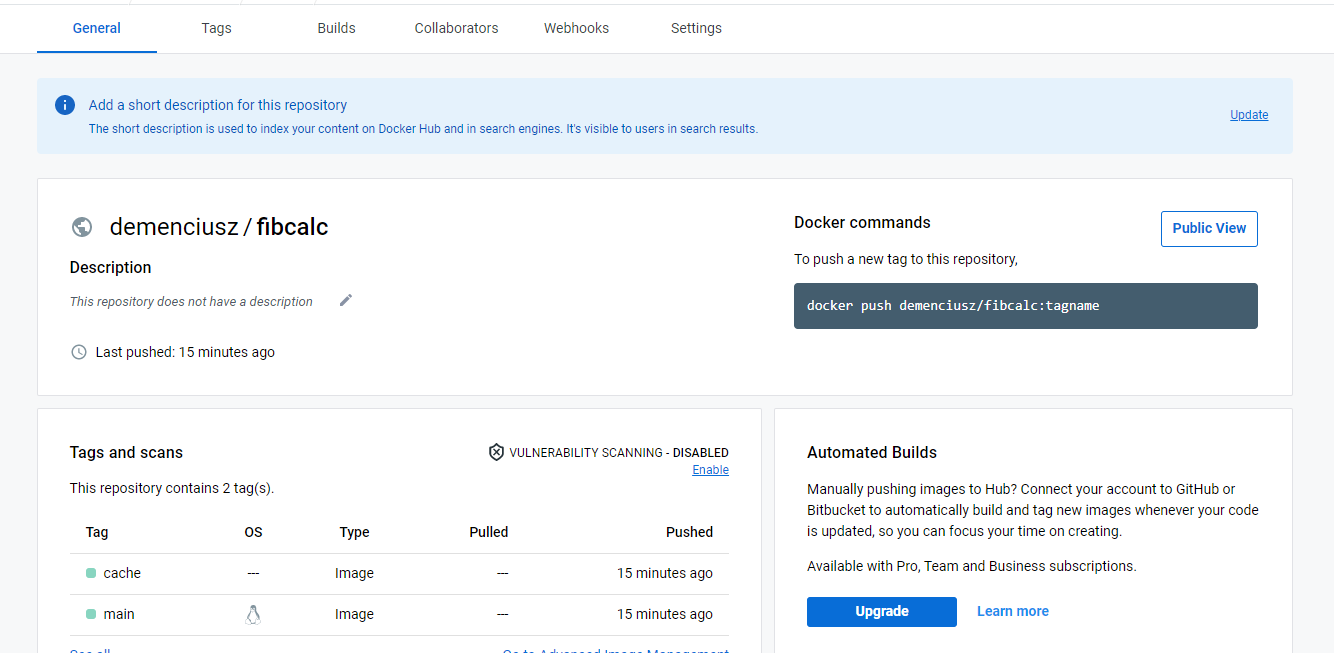 General
Tags
Builds
Collaborators
Webhooks
Settings
Add a short description for this repository
The short description is used to index your content on Docker Hub and in search engines. It's visible to users in search results.
Update
demenciusz / fibcalc
Description
This repository does not have a description
Last pushed: 15 minutes ago
Docker commands
Public View
To push a new tag to this repository,
docker push demenciusz/fibcalc:tagname
Tags and scans
VULNERABILITY SCANNING - DISABLED
Enable
This repository contains 2 tag(s).
Tag OS Type Pulled Pushed
cache --- Image --- 15 minutes ago
main Image --- 15 minutes ago
See all
Go to Advanced Image Management
Automated Builds
Manually pushing images to Hub? Connect your account to GitHub or
Bitbucket to automatically build and tag new images whenever your code
is updated, so you can focus your time on creating.
Available with Pro, Team and Business subscriptions.
Upgrade
Learn more